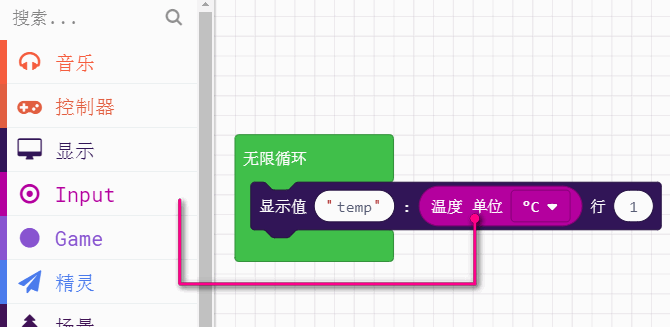 搜索...
音乐
控制器
显示
Input
Game
精灵
场景
无限循环
显示值 "temp" : 温度 单位 ºC 行 1